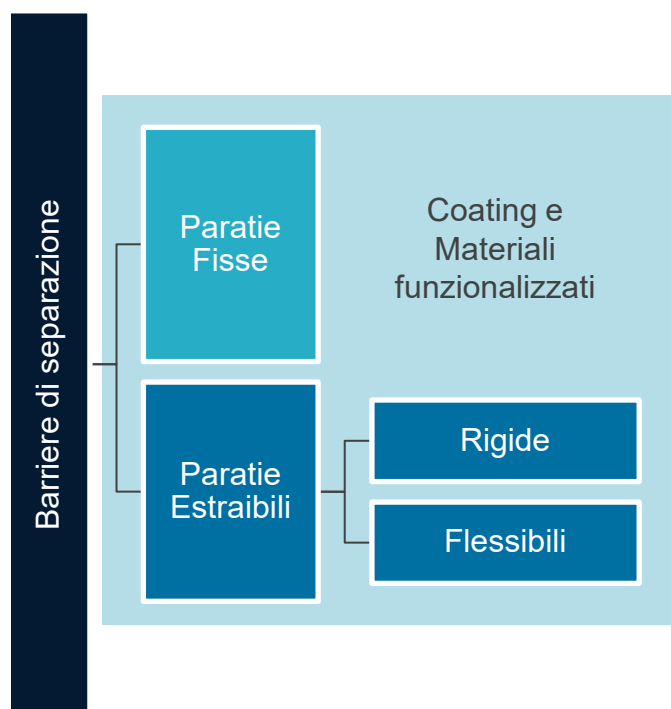 Barriere di separazione
Paratie
Fisse
Coating e
Materiali
funzionalizzati
Paratie
Estraibili
Rigide
Flessibili